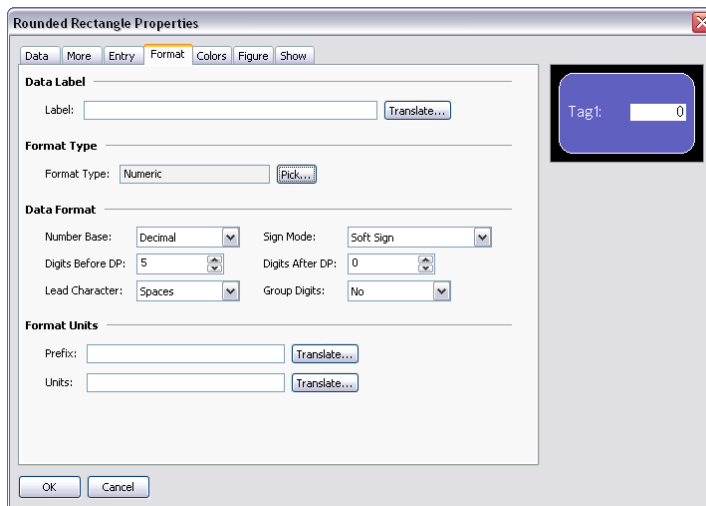 Rounded Rectangle Properties
Data More Entry Format Colors Figure Show
Data Label
Label: Translate...
Tag1: 0
Format Type
Format Type: Numeric Pick...
Data Format
Number Base: Decimal Sign Mode: Soft Sign
Digits Before DP: 5 Digits After DP: 0
Lead Character: Spaces Group Digits: No
Format Units
Prefix: Translate...
Units: Translate...
OK Cancel